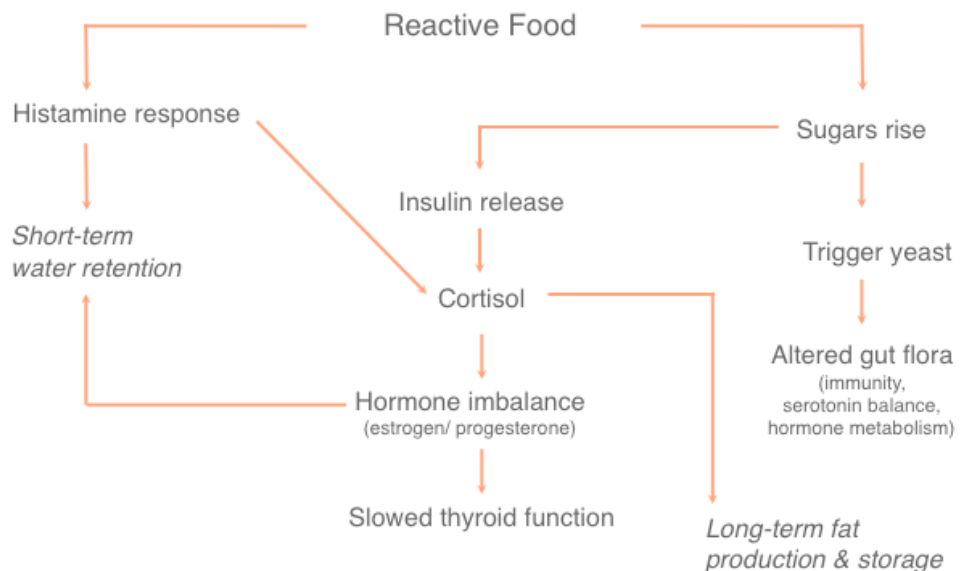 Reactive Food
Histamine response
Sugars rise
Insulin release
Short-term
water retention
Trigger yeast
Cortisol
Altered gut flora
(immunity,
serotonin balance,
hormone metabolism)
Hormone imbalance
(estrogen/ progesterone)
Slowed thyroid function
Long-term fat
production & storage